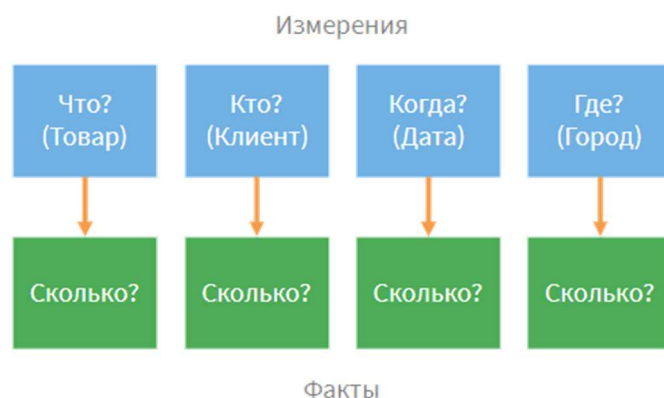 Измерения
Что?
(Товар)
Кто?
(Клиент)
Когда?
(Дата)
Где?
(Город)
Сколько?
Сколько?
Сколько?
Сколько?
Факты